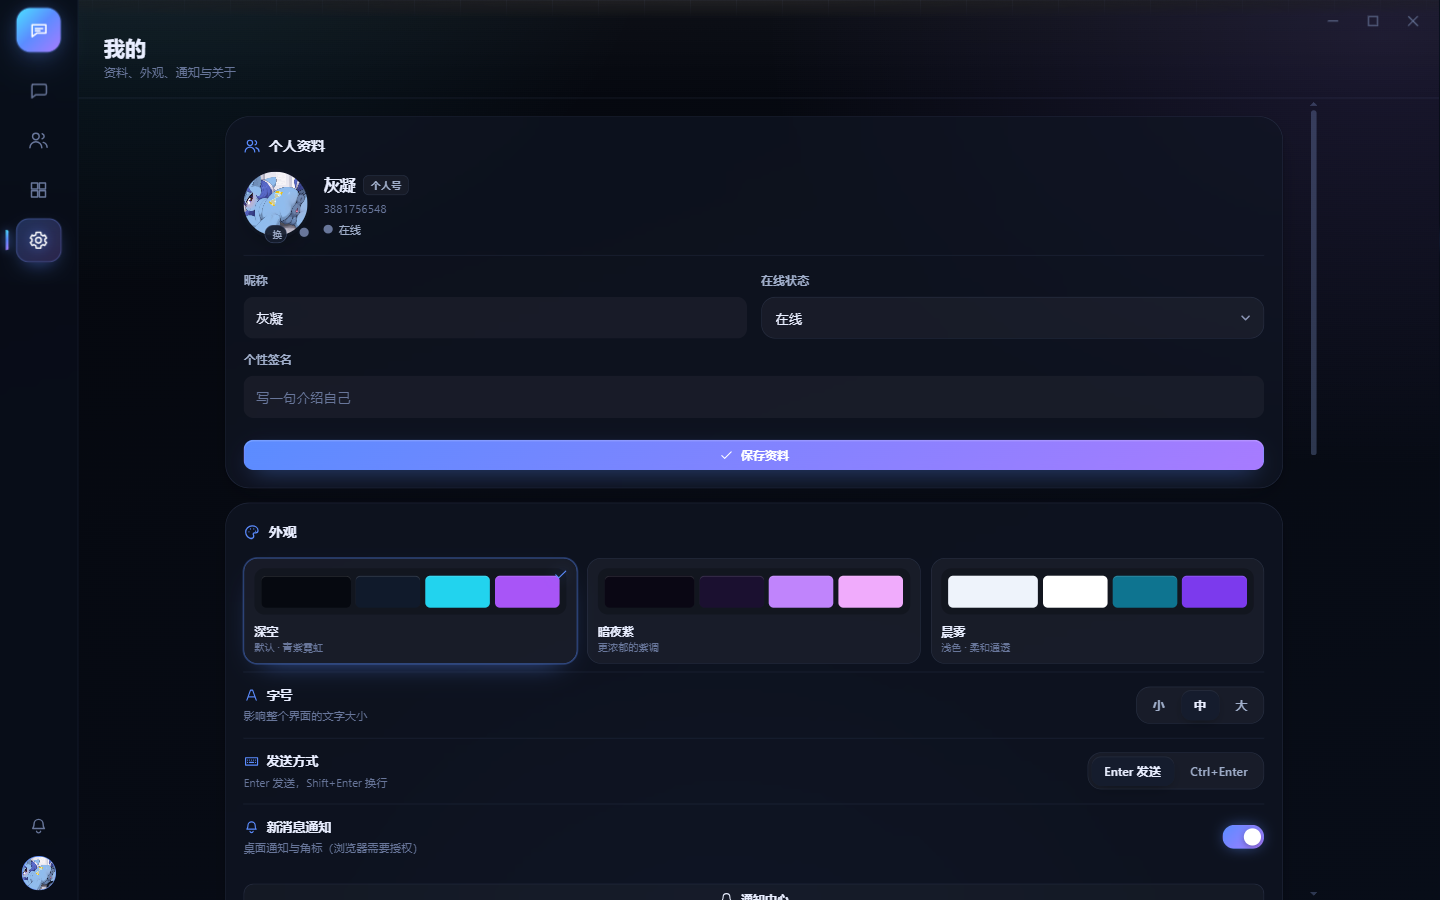 我的
资料、外观、通知与关于
个人资料
灰凝 个人号
3881756548
在线
换
昵称
灰凝
在线状态
在线
个性签名
写一句介绍自己
保存资料
外观
深空
默认 · 青紫霓虹
暗夜紫
更浓郁的紫调
晨雾
浅色 · 柔和通透
字号
影响整个界面的文字大小
小 中 大
发送方式
Enter 发送，Shift+Enter 换行
Enter 发送 Ctrl+Enter
新消息通知
桌面通知与角标（浏览器需要授权）
通知中心